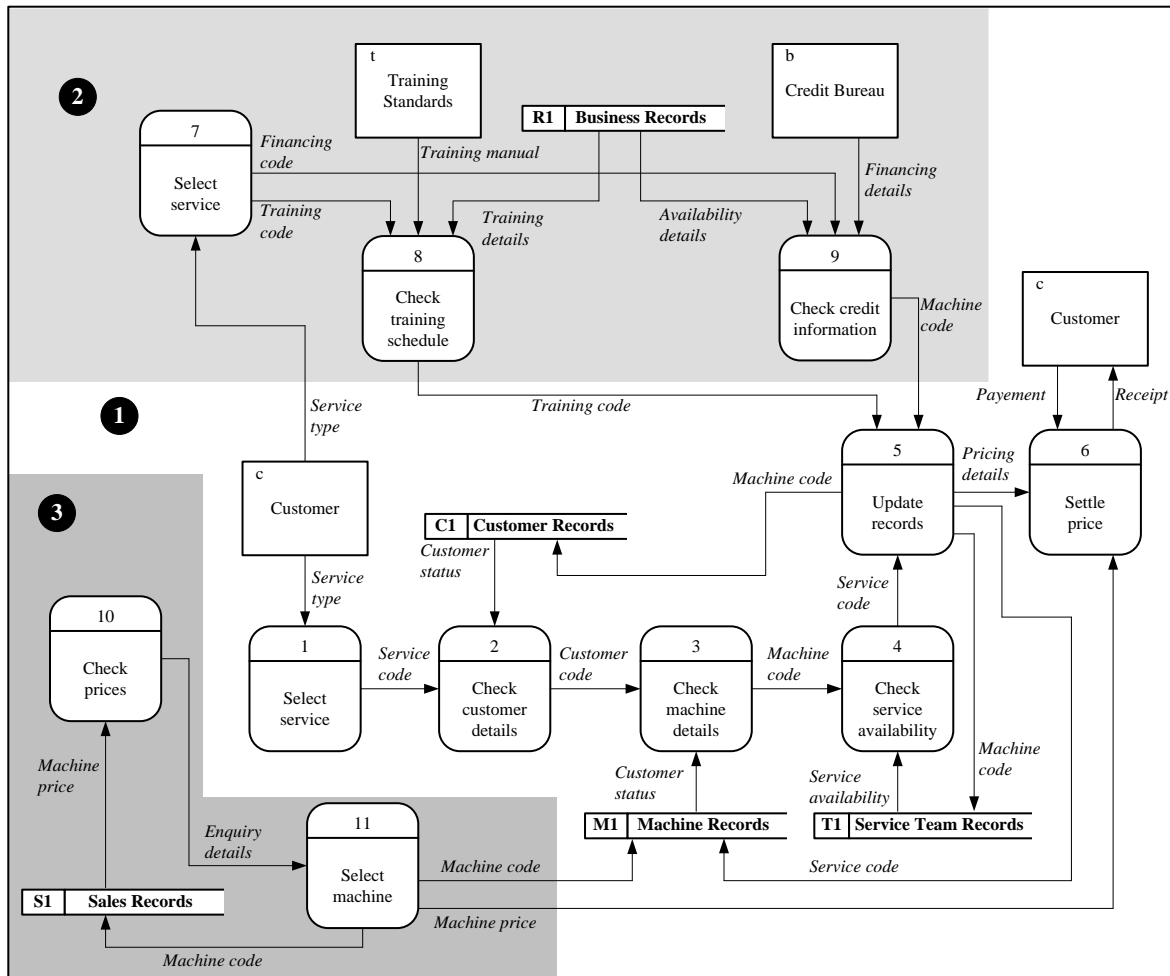 t
Training
Standards
b
Credit Bureau
2
R1 Business Records
7
Select
service
Financing
code
Training
code
Training manual
Training
details
Availability
details
Financing
details
8
Check
training
schedule
9
Check credit
information
Machine
code
c
Customer
1
Service
type
Training code
Payement
Receipt
3
c
Customer
Machine code
5
Update
records
Pricing
details
6
Settle
price
C1 Customer Records
Customer
status
Service
type
Service
code
10
Check
prices
1
Select
service
Service
code
2
Check
customer
details
Customer
code
3
Check
machine
details
Machine
code
4
Check
service
availability
Machine
price
Customer
status
Service
availability
Machine
code
Enquiry
details
11
Select
machine
M1 Machine Records
T1 Service Team Records
Machine code
Service code
S1 Sales Records
Machine price
Machine code